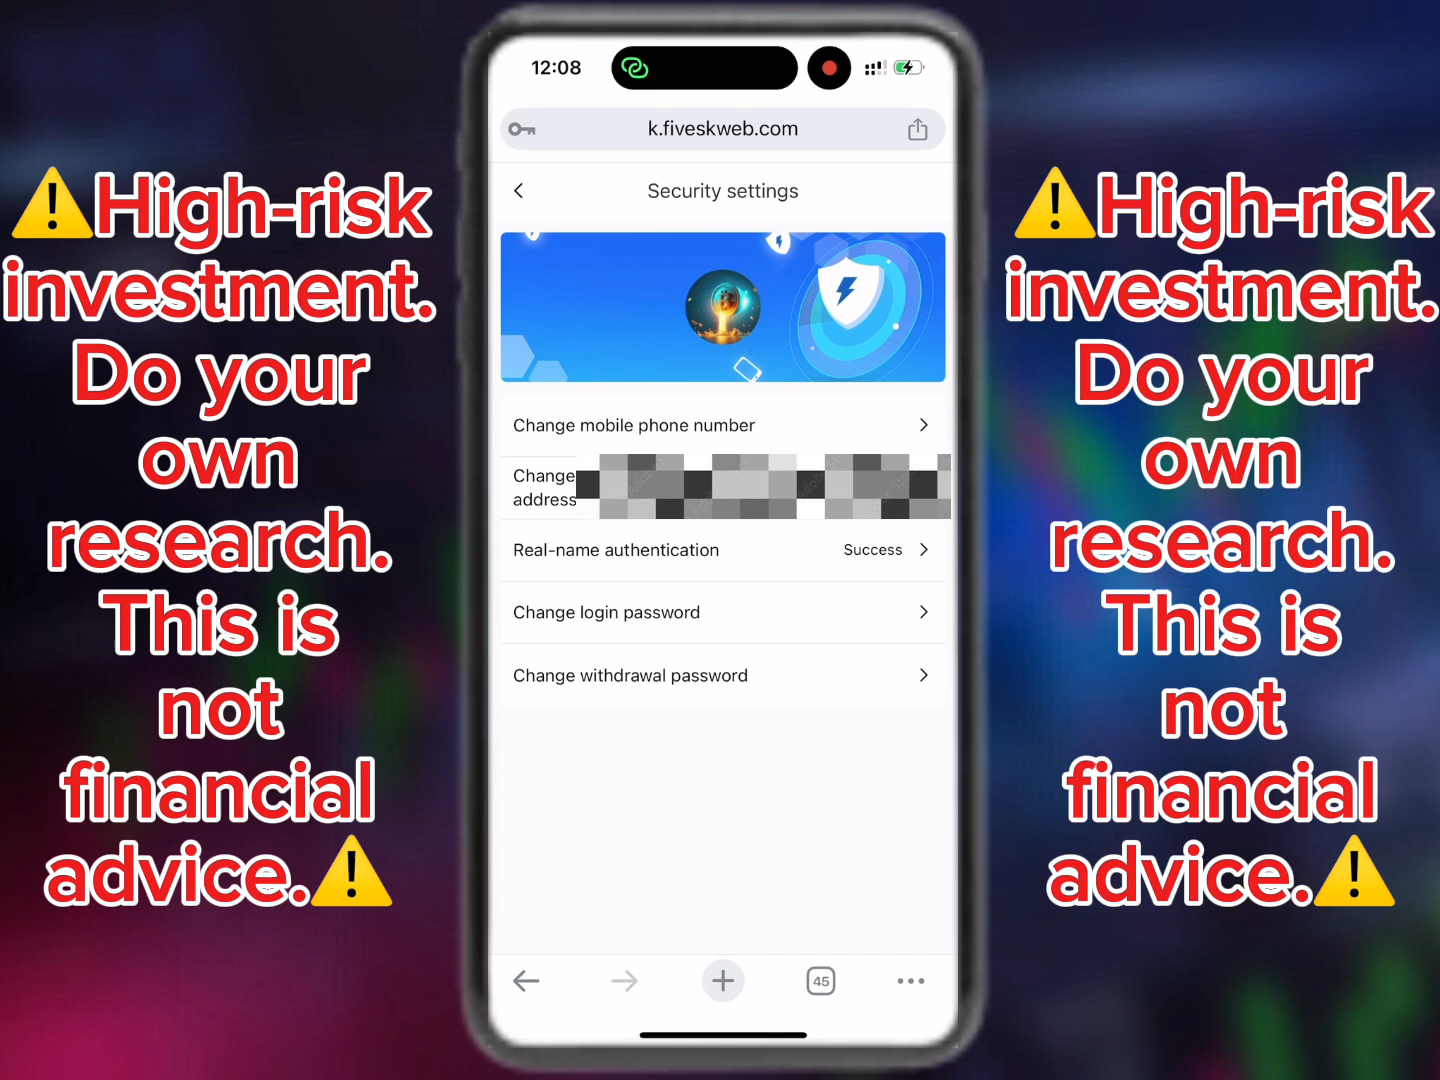 ⚠️High-risk
investment.
Do your
own
research.
This is
not
financial
advice.⚠️
12:08
k.fiveskweb.com
Security settings
Change mobile phone number
Change
address
Real-name authentication Success
Change login password
Change withdrawal password
45
⚠️High-risk
investment.
Do your
own
research.
This is
not
financial
advice.⚠️